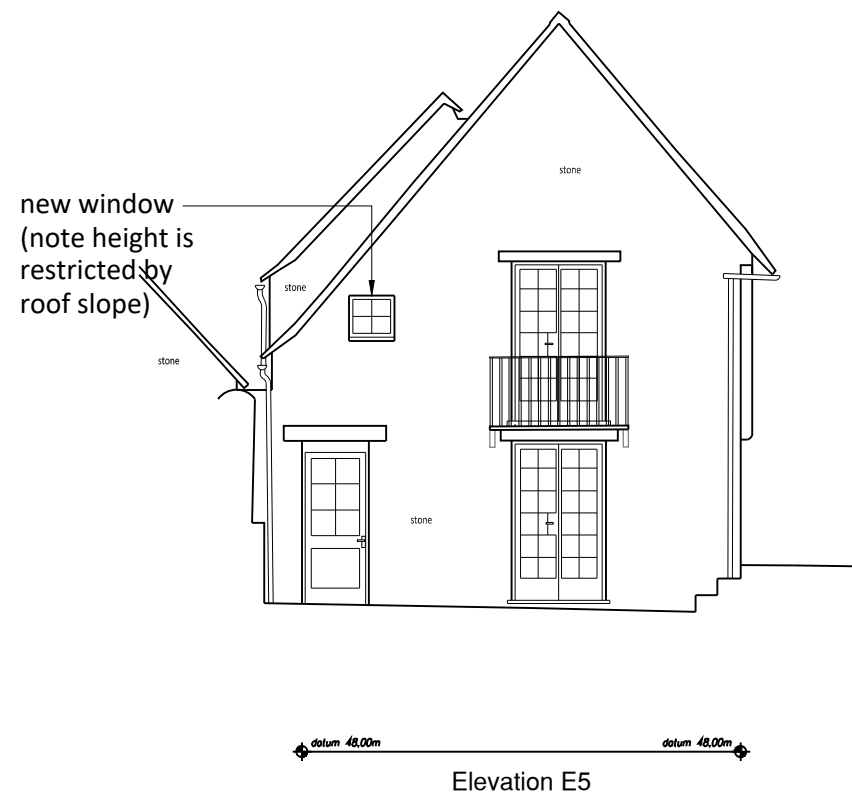 stone
new window
(note height is
restricted by
roof slope)
stone
stone
stone
datum 48.00m
datum 48.00m
Elevation E5